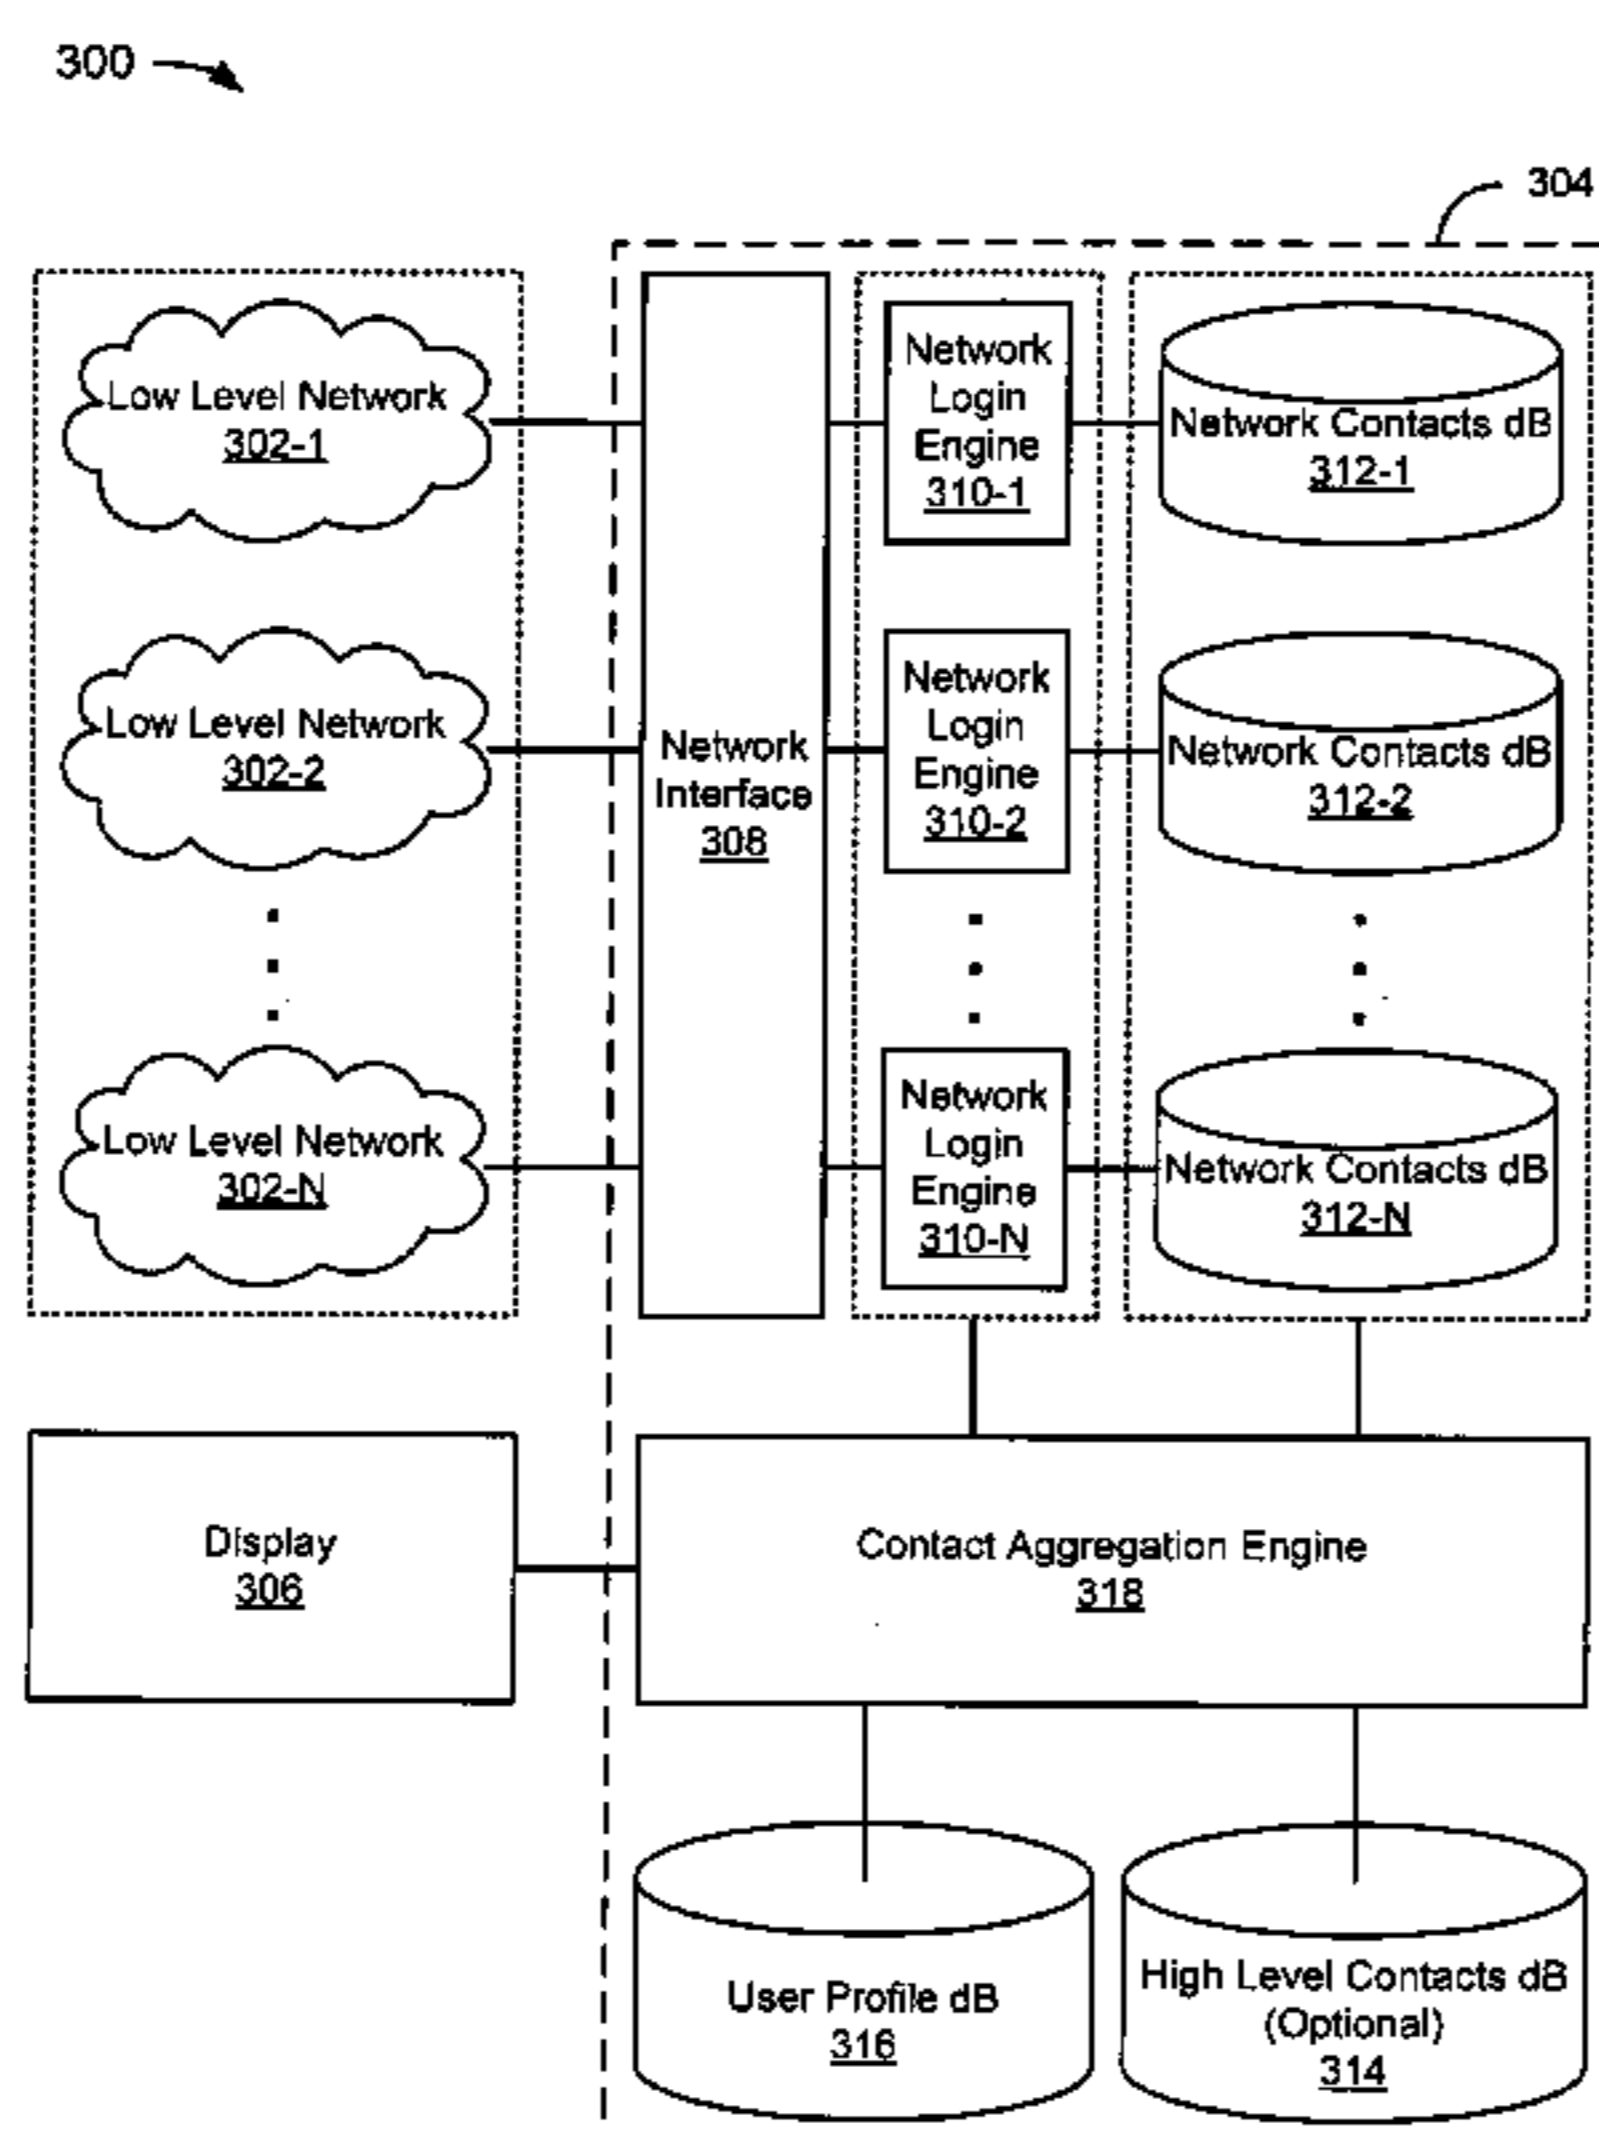 300
304
Low Level Network
302-1
Network
Login
Engine
310-1
Network Contacts dB
312-1
Low Level Network
302-2
Network
Interface
308
Network
Login
Engine
310-2
Network Contacts dB
312-2
Low Level Network
302-N
Network
Login
Engine
310-N
Network Contacts dB
312-N
Display
306
Contact Aggregation Engine
318
User Profile dB
316
High Level Contacts dB
(Optional)
314